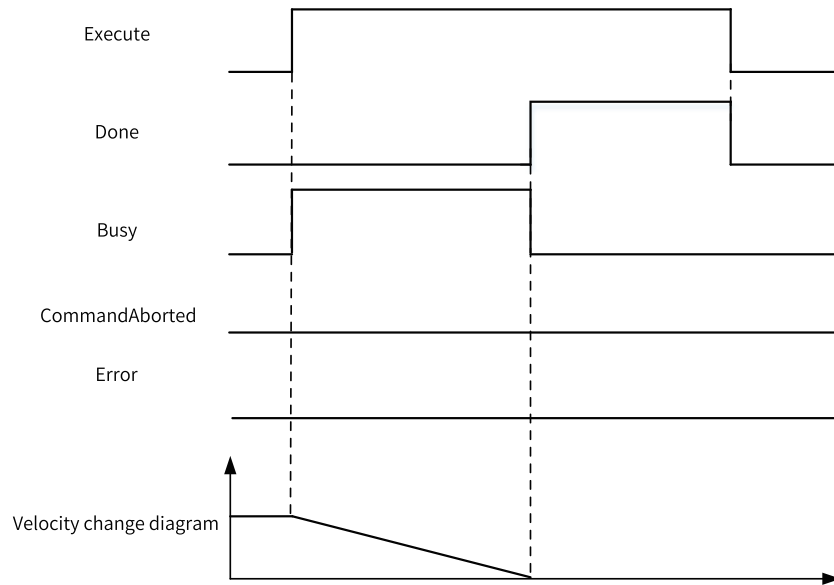 Execute
Done
Busy
CommandAborted
Error
Velocity change diagram